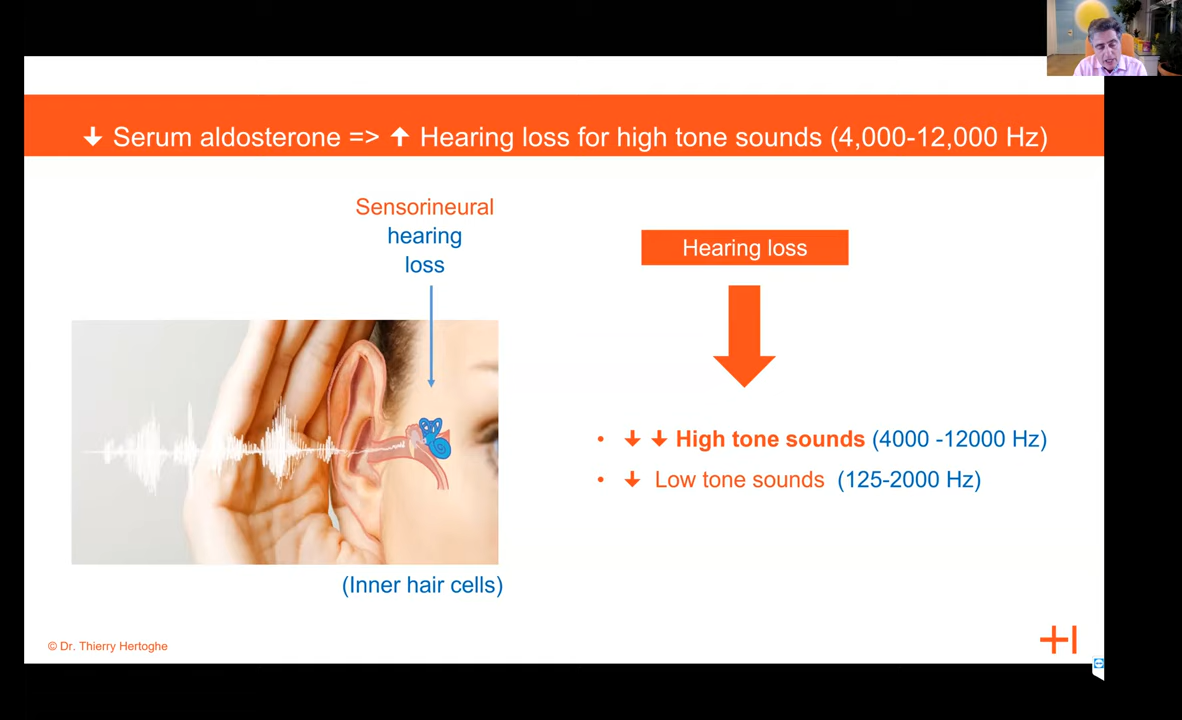 ↓ Serum aldosterone => ↑ Hearing loss for high tone sounds (4,000-12,000 Hz)
Sensorineural
hearing
loss
(Inner hair cells)
Hearing loss
• ↓ ↓ High tone sounds (4000 -12000 Hz)
• ↓ Low tone sounds (125-2000 Hz)
© Dr. Thierry Hertoghe